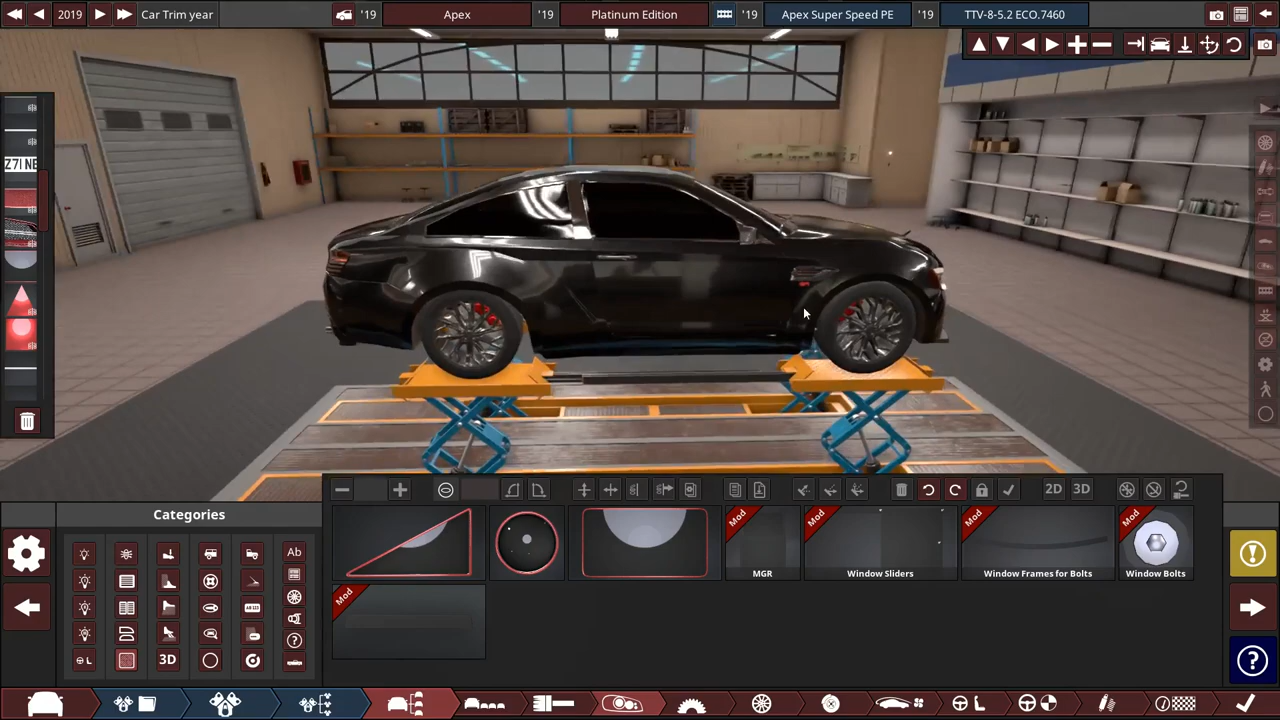 2019 Car Trim year '19 Apex '19 Platinum Edition '19 Apex Super Speed PE '19 TTV-8-5.2 ECO.7460
Z71 NE
2D 3D
Categories
Ab
3D
Mod MGR
Mod Window Sliders
Mod Window Frames for Bolts
Mod Window Bolts
Mod